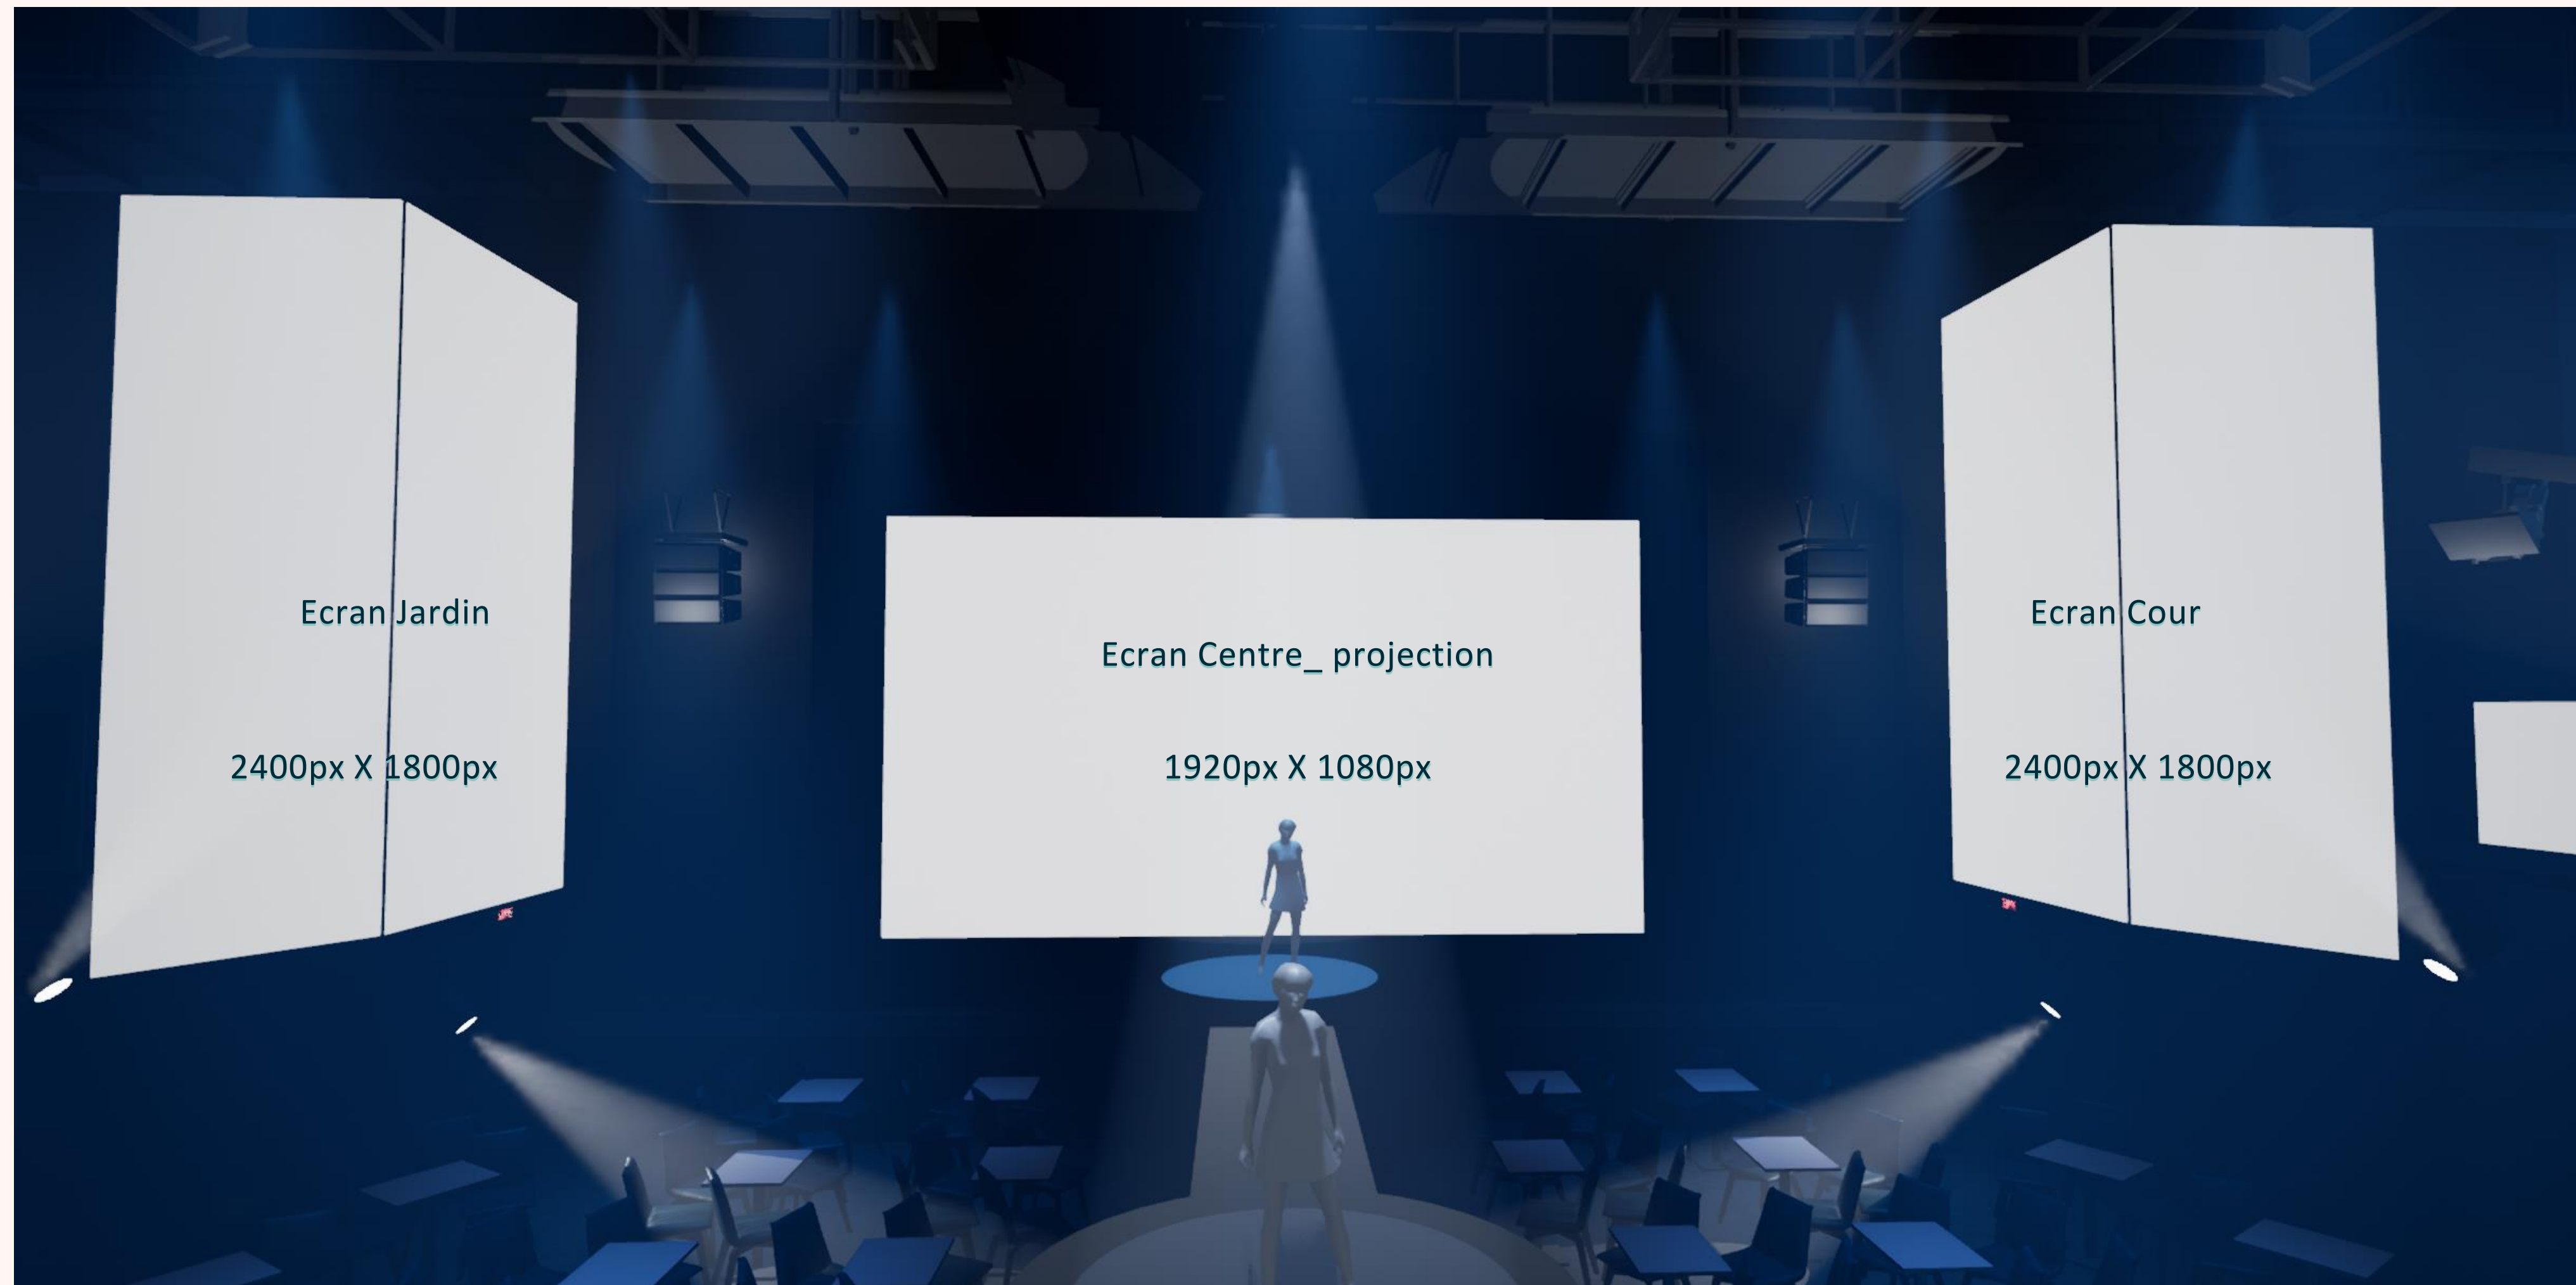 Ecran Jardin
2400px X 1800px
Ecran Centre_ projection
1920px X 1080px
Ecran Cour
2400px X 1800px